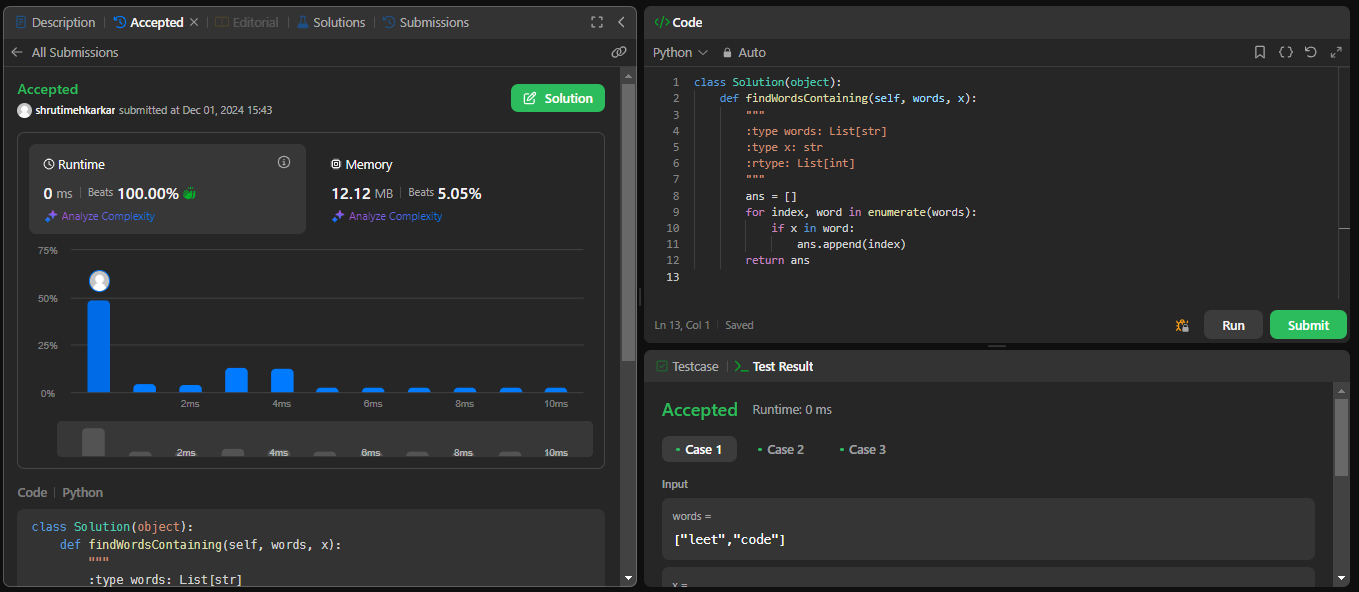 Description | Accepted × | Editorial | Solutions | Submissions
← All Submissions
Accepted
shrutimehkarkar submitted at Dec 01, 2024 15:43
Solution
Runtime
0 ms | Beats 100.00%
Analyze Complexity
Memory
12.12 MB | Beats 5.05%
Analyze Complexity
75%
50%
25%
0%
2ms 4ms 6ms 8ms 10ms
2ms 4ms 6ms 8ms 10ms
Code | Python
class Solution(object):
    def findWordsContaining(self, words, x):
        """
        :type words: List[str]
</> Code
Python Auto
1 class Solution(object):
2     def findWordsContaining(self, words, x):
3         """
4         :type words: List[str]
5         :type x: str
6         :rtype: List[int]
7         """
8         ans = []
9         for index, word in enumerate(words):
10             if x in word:
11                 ans.append(index)
12         return ans
13
Ln 13, Col 1 | Saved
Run
Submit
Testcase | >_ Test Result
Accepted Runtime: 0 ms
• Case 1 • Case 2 • Case 3
Input
words =
["leet","code"]
x =